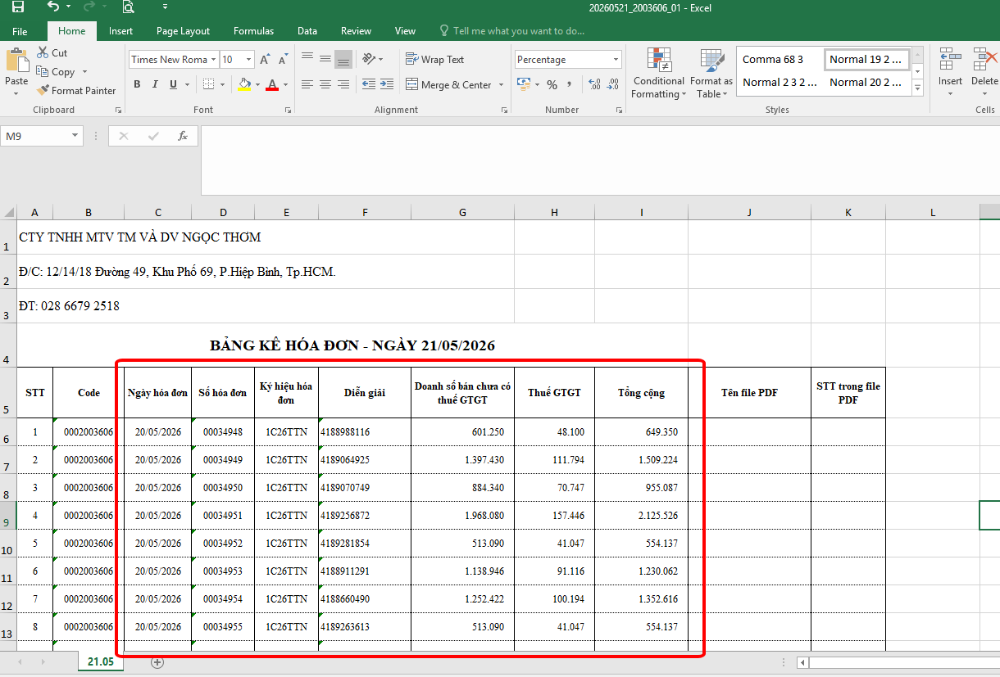 20260521_2003606_01 - Excel
File Home Insert Page Layout Formulas Data Review View Tell me what you want to do...
Paste
Cut
Copy
Format Painter
Clipboard
Times New Roma 10
B I U
Font
Wrap Text
Merge & Center
Alignment
Percentage
%
Number
Conditional Formatting
Format as Table
Comma 68 3 Normal 19 2 ...
Normal 2 3 2 ... Normal 20 2 ...
Styles
Insert Delete
Cells
M9 fx
A B C D E F G H I J K L
1 CTY TNHH MTV TM VÀ DV NGỌC THƠM
2 Đ/C: 12/14/18 Đường 49, Khu Phố 69, P.Hiệp Bình, Tp.HCM.
3 ĐT: 028 6679 2518
4 BẢNG KÊ HÓA ĐƠN - NGÀY 21/05/2026
5 STT Code Ngày hóa đơn Số hóa đơn Ký hiệu hóa đơn Diễn giải Doanh số bán chưa có thuế GTGT Thuế GTGT Tổng cộng Tên file PDF STT trong file PDF
6 1 0002003606 20/05/2026 00034948 1C26TTN 4188988116 601.250 48.100 649.350
7 2 0002003606 20/05/2026 00034949 1C26TTN 4189064925 1.397.430 111.794 1.509.224
8 3 0002003606 20/05/2026 00034950 1C26TTN 4189070749 884.340 70.747 955.087
9 4 0002003606 20/05/2026 00034951 1C26TTN 4189256872 1.968.080 157.446 2.125.526
10 5 0002003606 20/05/2026 00034952 1C26TTN 4189281854 513.090 41.047 554.137
11 6 0002003606 20/05/2026 00034953 1C26TTN 4188911291 1.138.946 91.116 1.230.062
12 7 0002003606 20/05/2026 00034954 1C26TTN 4188660490 1.252.422 100.194 1.352.616
13 8 0002003606 20/05/2026 00034955 1C26TTN 4189263613 513.090 41.047 554.137
21.05